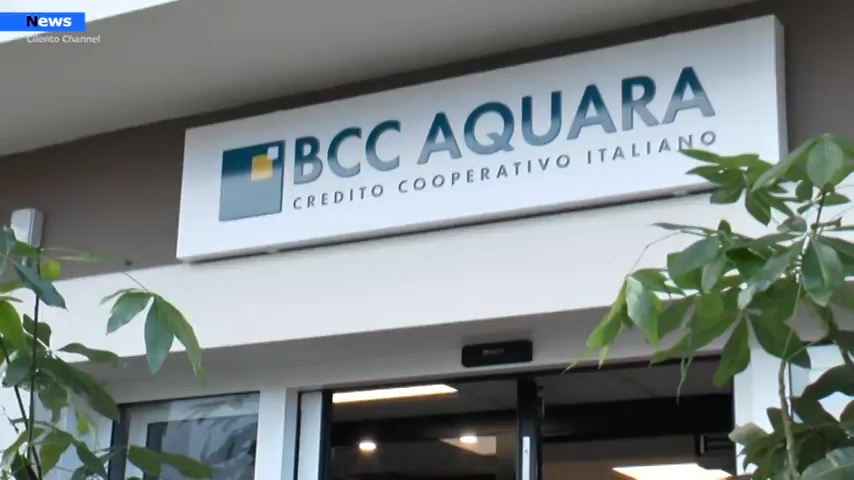 News
Cilento Channel
BCC AQUARA
CREDITO COOPERATIVO ITALIANO